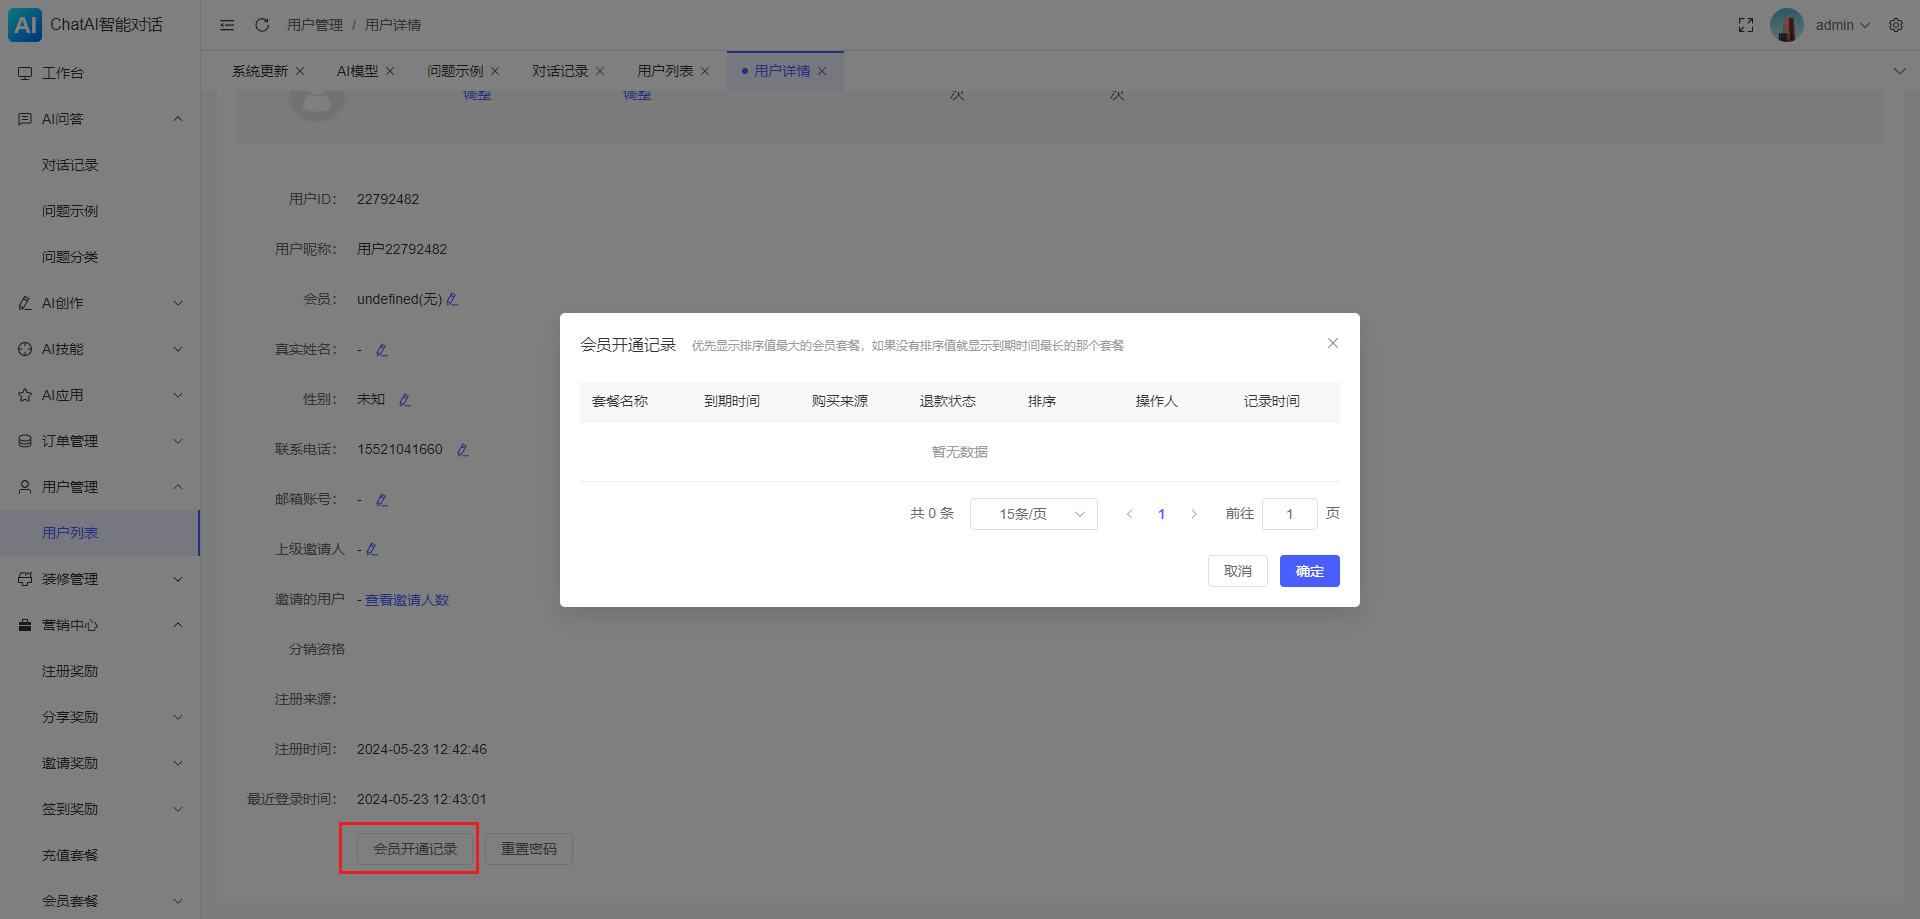 AI ChatAI智能对话
用户管理 / 用户详情
admin
系统更新
AI模型
问题示例
对话记录
用户列表
用户详情
工作台
AI问答
对话记录
问题示例
问题分类
AI创作
AI技能
AI应用
订单管理
用户管理
用户列表
装修管理
营销中心
注册奖励
分享奖励
邀请奖励
签到奖励
充值套餐
会员套餐
调整 调整 次 次
用户ID： 22792482
用户昵称： 用户22792482
会员： undefined(无)
真实姓名： -
性别： 未知
联系电话： 15521041660
邮箱账号： -
上级邀请人 -
邀请的用户 - 查看邀请人数
分销资格
注册来源：
注册时间： 2024-05-23 12:42:46
最近登录时间： 2024-05-23 12:43:01
会员开通记录 重置密码
会员开通记录 优先显示排序值最大的会员套餐，如果没有排序值就显示到期时间最长的那个套餐
套餐名称 到期时间 购买来源 退款状态 排序 操作人 记录时间
暂无数据
共 0 条 15条/页 1 前往 1 页
取消 确定